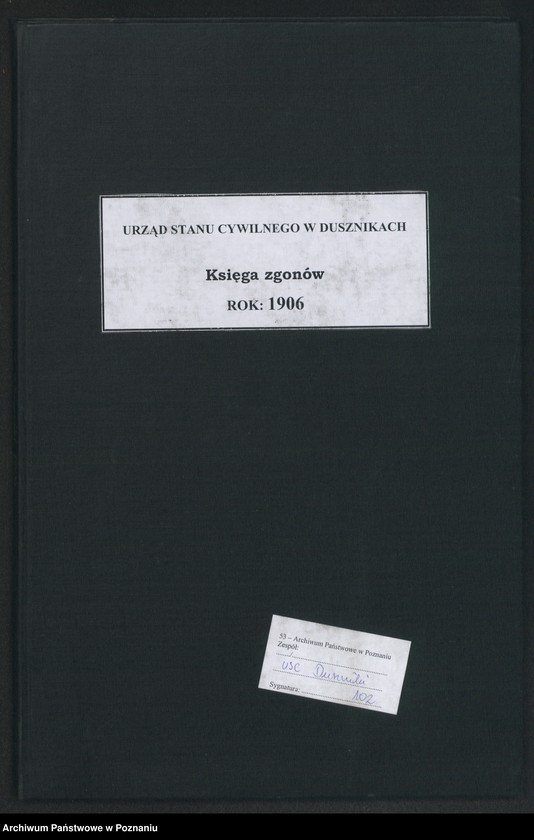 URZĄD STANU CYWILNEGO W DUSZNIKACH
Księga zgonów
ROK: 1906
53 – Archiwum Państwowe w Poznaniu
Zespół:
USC Duszniki
Sygnatura: 102
Archiwum Państwowe w Poznaniu